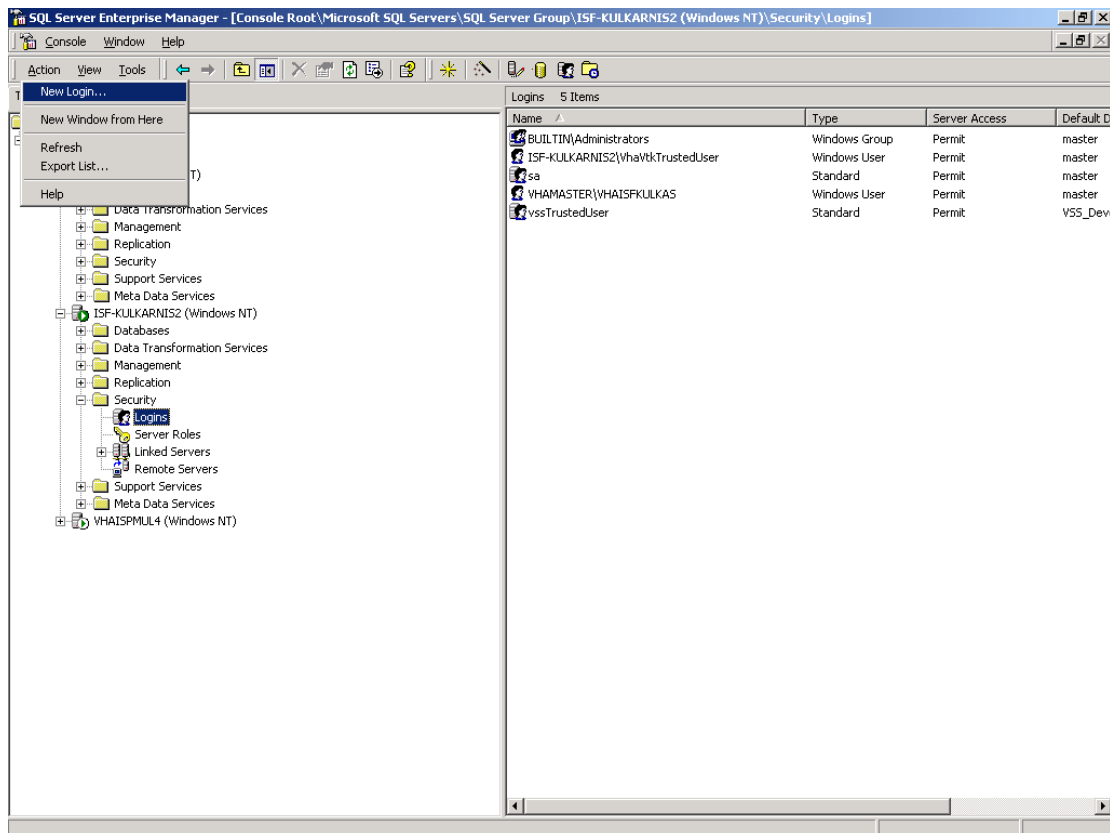 SQL Server Enterprise Manager - [Console Root\Microsoft SQL Servers\SQL Server Group\ISF-KULKARNIS2 (Windows NT)\Security\Logins]
Console Window Help
Action View Tools
New Login...
New Window from Here
Refresh
Export List...
Help
T)
Data Transformation Services
Management
Replication
Security
Support Services
Meta Data Services
ISF-KULKARNIS2 (Windows NT)
Databases
Data Transformation Services
Management
Replication
Security
Logins
Server Roles
Linked Servers
Remote Servers
Support Services
Meta Data Services
VHAISPMUL4 (Windows NT)
Logins 5 Items
Name Type Server Access Default D
BUILTIN\Administrators Windows Group Permit master
ISF-KULKARNIS2\VhaVtkTrustedUser Windows User Permit master
sa Standard Permit master
VHAMASTER\VHAISFKULKAS Windows User Permit master
vssTrustedUser Standard Permit VSS_Dev